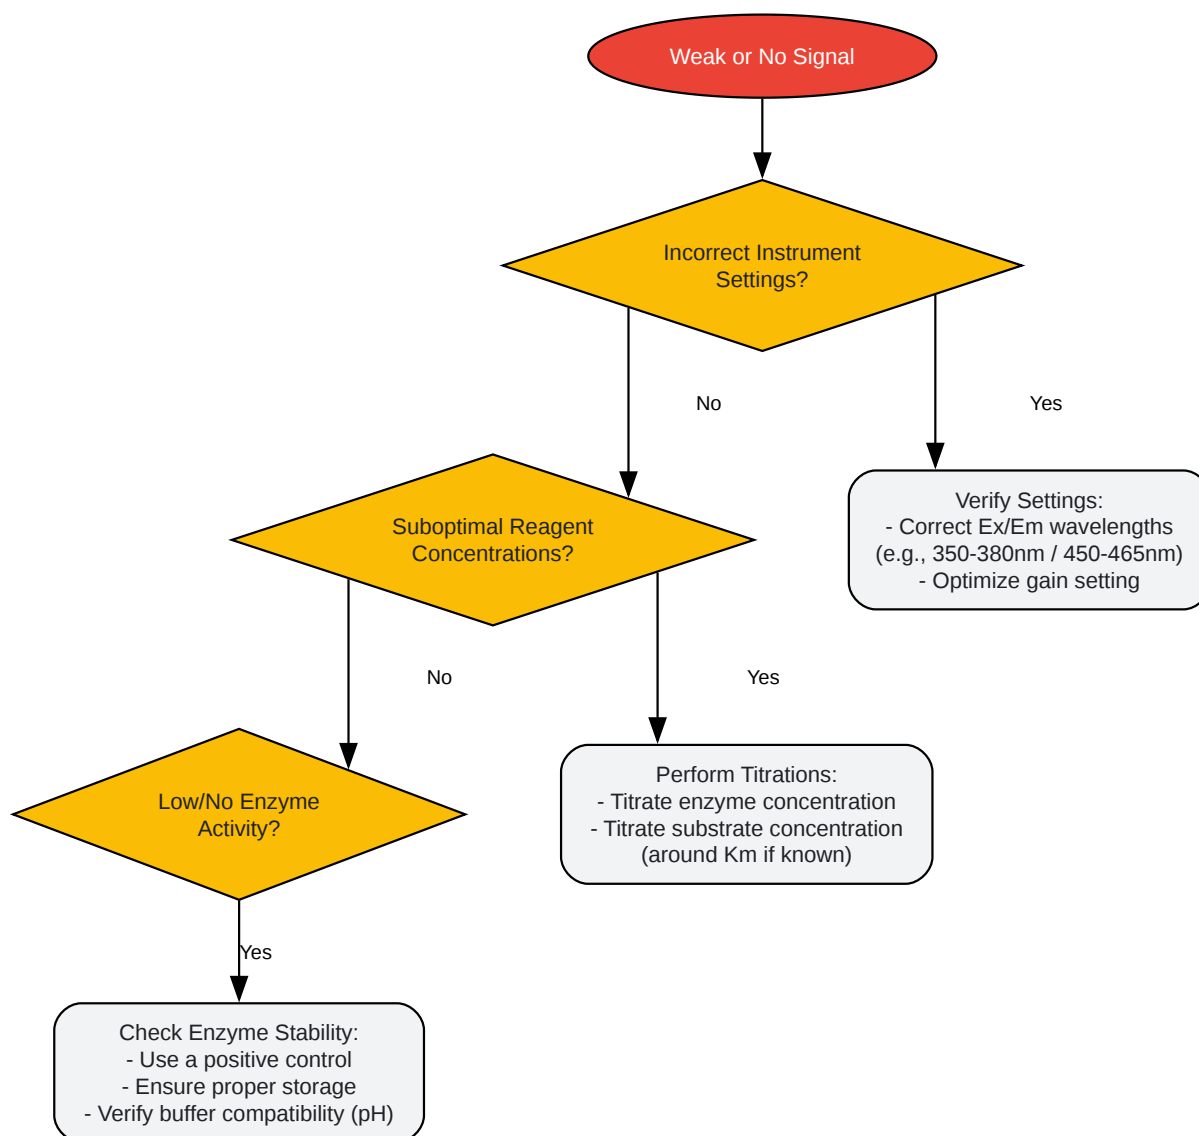 Weak or No Signal
Incorrect Instrument
Settings?
No
Yes
Verify Settings:
- Correct Ex/Em wavelengths
(e.g., 350-380nm / 450-465nm)
- Optimize gain setting
Suboptimal Reagent
Concentrations?
No
Yes
Perform Titrations:
- Titrate enzyme concentration
- Titrate substrate concentration
(around Km if known)
Low/No Enzyme
Activity?
Yes
Check Enzyme Stability:
- Use a positive control
- Ensure proper storage
- Verify buffer compatibility (pH)